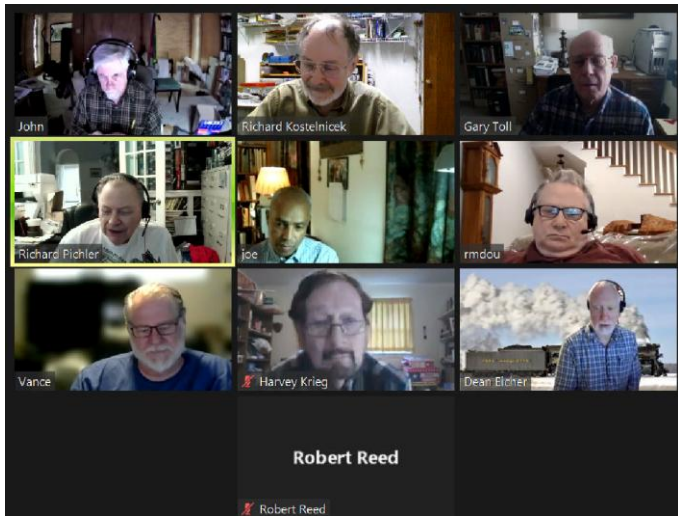 John
Richard Kostelnicek
Gary Toll
Richard Pichler
joe
rmdou
Vance
Harvey Krieg
Dean Eicher
Robert Reed
Robert Reed